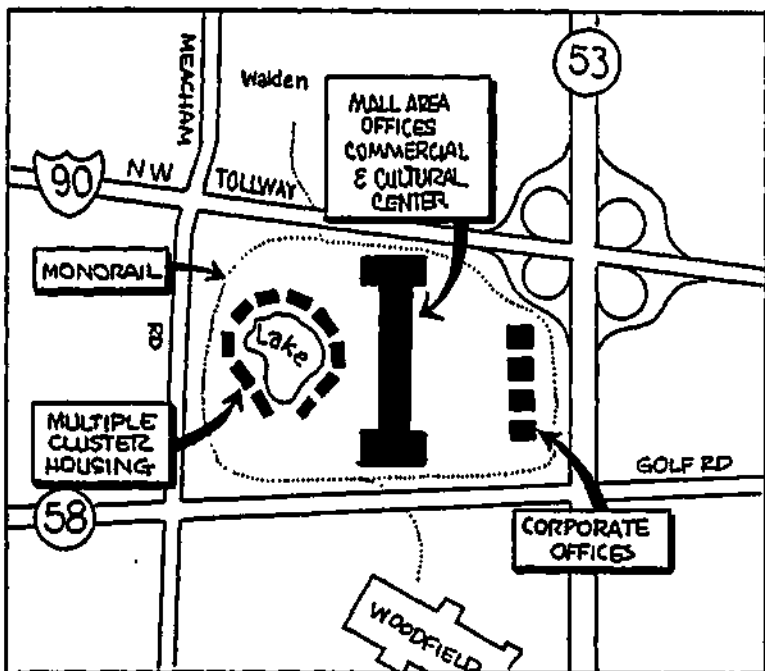 MEACHAM
Walden
53
MALL AREA
OFFICES
COMMERCIAL
& CULTURAL
CENTER
90
NW
TOLLWAY
MONORAIL
RD
Lake
MULTIPLE
CLUSTER
HOUSING
GOLF RD
58
CORPORATE
OFFICES
WOODFIELD